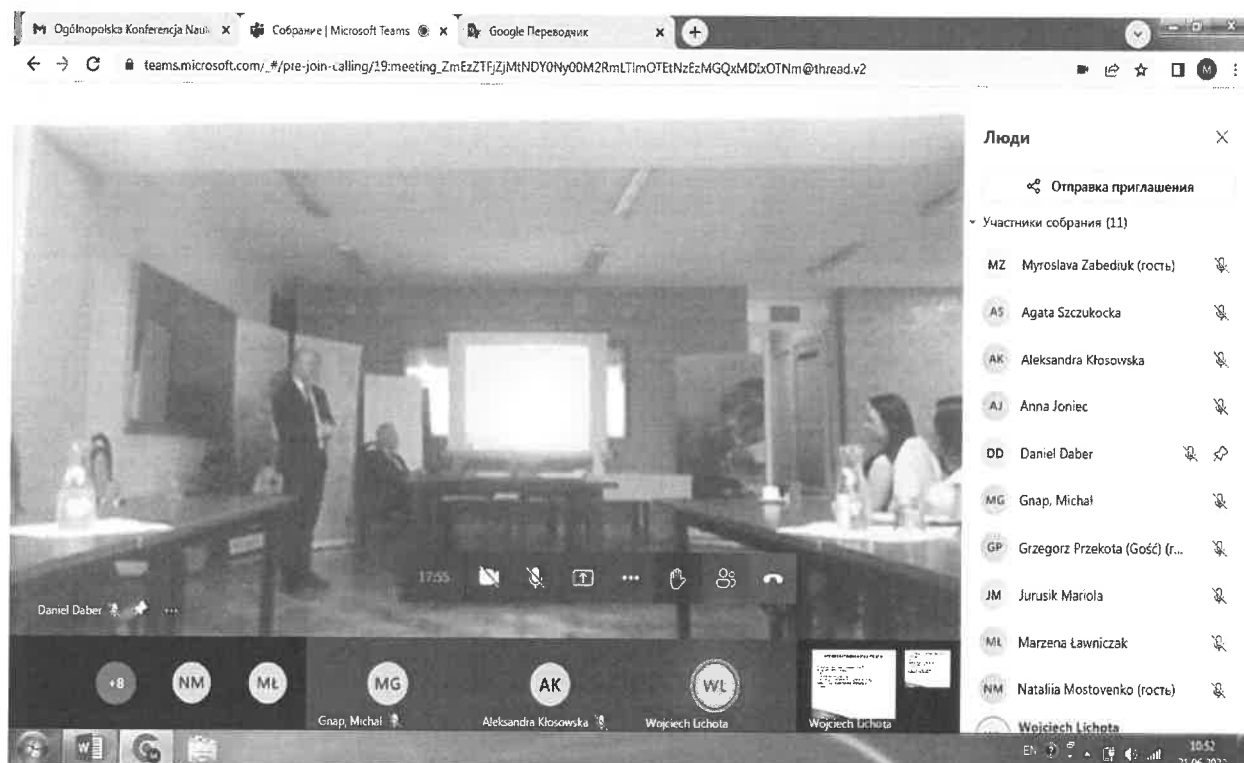 Ogólnopolska Konferencja Nauk
Собрание | Microsoft Teams
Google Переводчик
teams.microsoft.com/_#/pre-join-calling/19:meeting_ZmEzZTFjZjMtNDY0Ny00M2RmLTlmOTEtNzEzMGQxMDIxOTNm@thread.v2
M
Люди
Отправка приглашения
Участники собрания (11)
MZ Myroslava Zabediuk (гость)
AS Agata Szczukocka
AK Aleksandra Kłosowska
AJ Anna Joniec
DD Daniel Daber
MG Gnap, Michał
GP Grzegorz Przekota (Gość) (г...
JM Jurusik Mariola
MŁ Marzena Ławniczak
NM Nataliia Mostovenko (гость)
Wojciech Lichota
17:55
Daniel Daber
+8
NM
MŁ
MG
Gnap, Michał
AK
Aleksandra Kłosowska
WL
Wojciech Lichota
Wojciech Lichota
EN
10:52